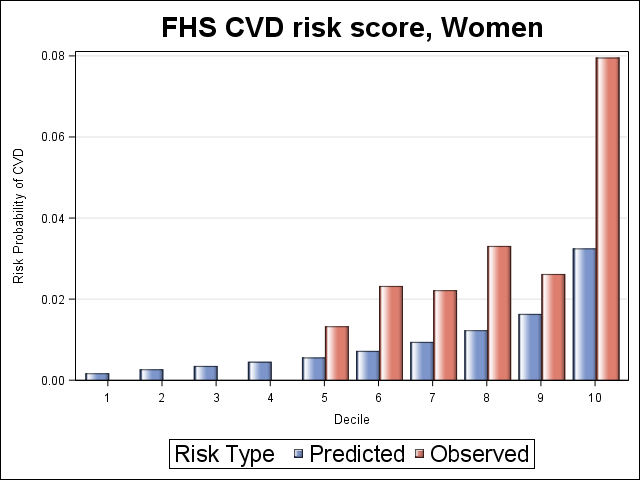 FHS CVD risk score, Women
Risk Probability of CVD
0.08
0.06
0.04
0.02
0.00
1 2 3 4 5 6 7 8 9 10
Decile
Risk Type Predicted Observed